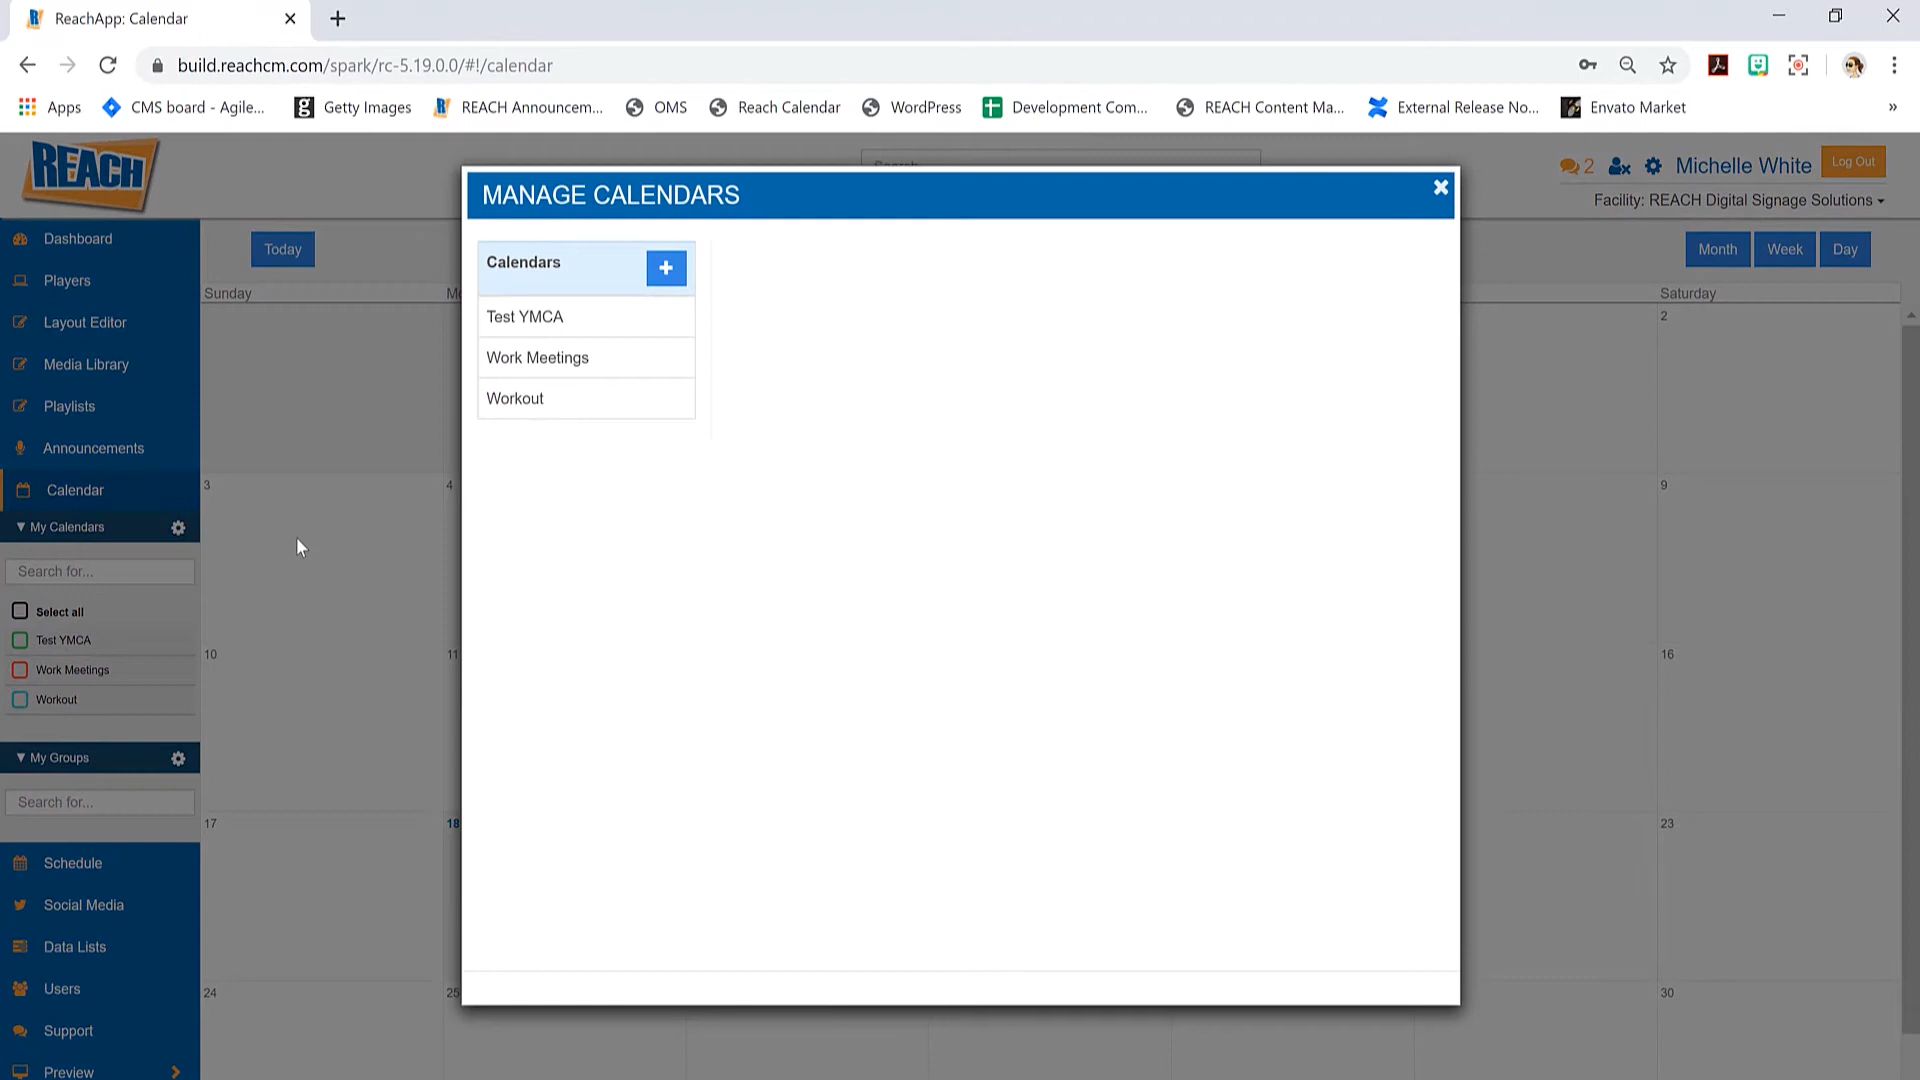 ReachApp: Calendar
build.reachcm.com/spark/rc-5.19.0.0/#!/calendar
Apps
CMS board - Agile...
Getty Images
REACH Announcem...
OMS
Reach Calendar
WordPress
Development Com...
REACH Content Ma...
External Release No...
Envato Market
»
REACH
2
Michelle White
Log Out
Facility: REACH Digital Signage Solutions
MANAGE CALENDARS
Calendars
+
Test YMCA
Work Meetings
Workout
Today
Month
Week
Day
Sunday
Saturday
2
3
4
9
10
11
16
17
18
23
24
25
30
Dashboard
Players
Layout Editor
Media Library
Playlists
Announcements
Calendar
My Calendars
Search for...
Select all
Test YMCA
Work Meetings
Workout
My Groups
Search for...
Schedule
Social Media
Data Lists
Users
Support
Preview